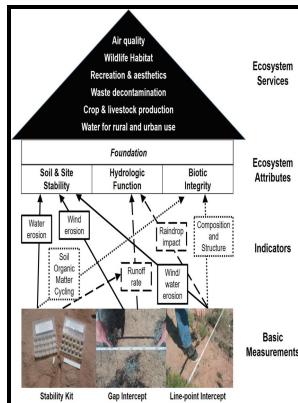 Air quality
Wildlife Habitat
Recreation & aesthetics
Waste decontamination
Crop & livestock production
Water for rural and urban use
Ecosystem
Services
Foundation
Soil & Site
Stability
Hydrologic
Function
Biotic
Integrity
Ecosystem
Attributes
Water
erosion
Wind
erosion
Raindrop
impact
Composition
and
Structure
Indicators
Soil
Organic
Matter
Cycling
Runoff
rate
Wind/
water
erosion
Basic
Measurements
Stability Kit
Gap Intercept
Line-point Intercept